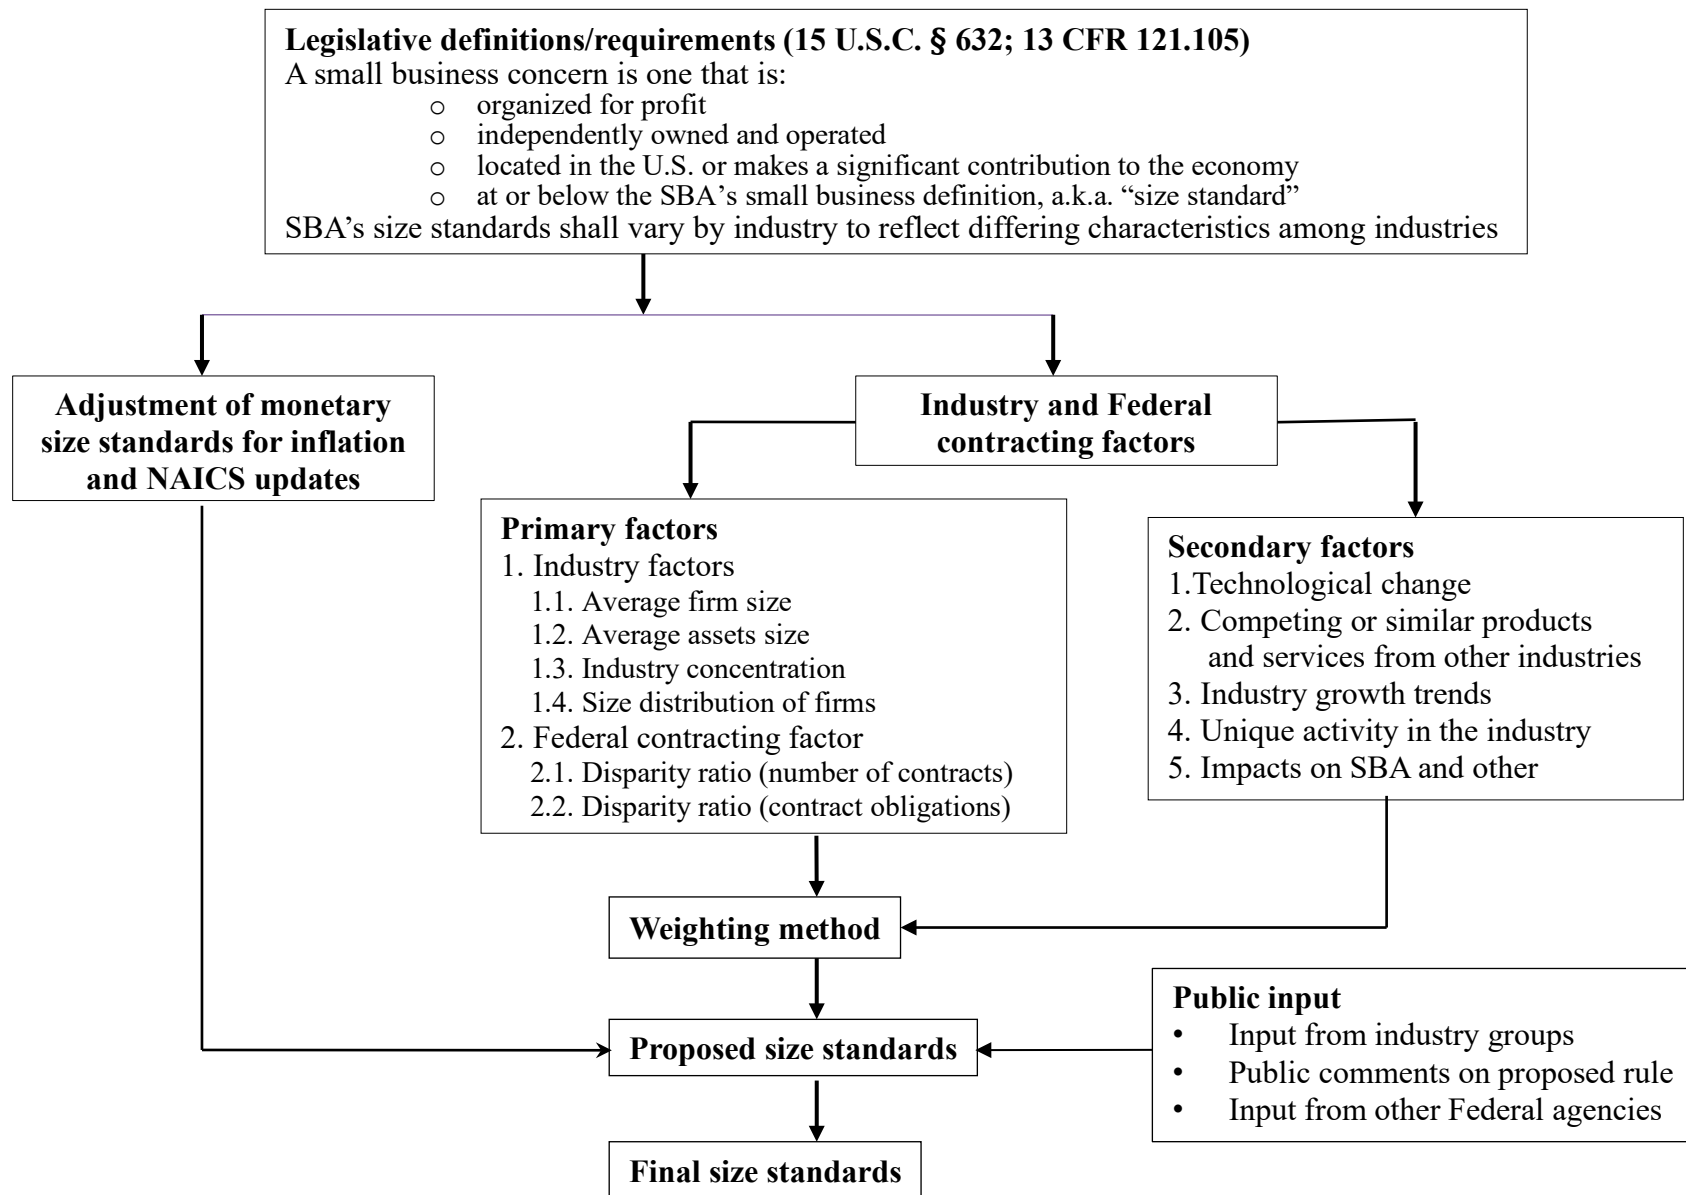 Legislative definitions/requirements (15 U.S.C. § 632; 13 CFR 121.105)
A small business concern is one that is:
o organized for profit
o independently owned and operated
o located in the U.S. or makes a significant contribution to the economy
o at or below the SBA’s small business definition, a.k.a. “size standard”
SBA’s size standards shall vary by industry to reflect differing characteristics among industries
Adjustment of monetary
size standards for inflation
and NAICS updates
Industry and Federal
contracting factors
Primary factors
1. Industry factors
1.1. Average firm size
1.2. Average assets size
1.3. Industry concentration
1.4. Size distribution of firms
2. Federal contracting factor
2.1. Disparity ratio (number of contracts)
2.2. Disparity ratio (contract obligations)
Secondary factors
1.Technological change
2. Competing or similar products
and services from other industries
3. Industry growth trends
4. Unique activity in the industry
5. Impacts on SBA and other
Weighting method
Public input
• Input from industry groups
• Public comments on proposed rule
• Input from other Federal agencies
Proposed size standards
Final size standards